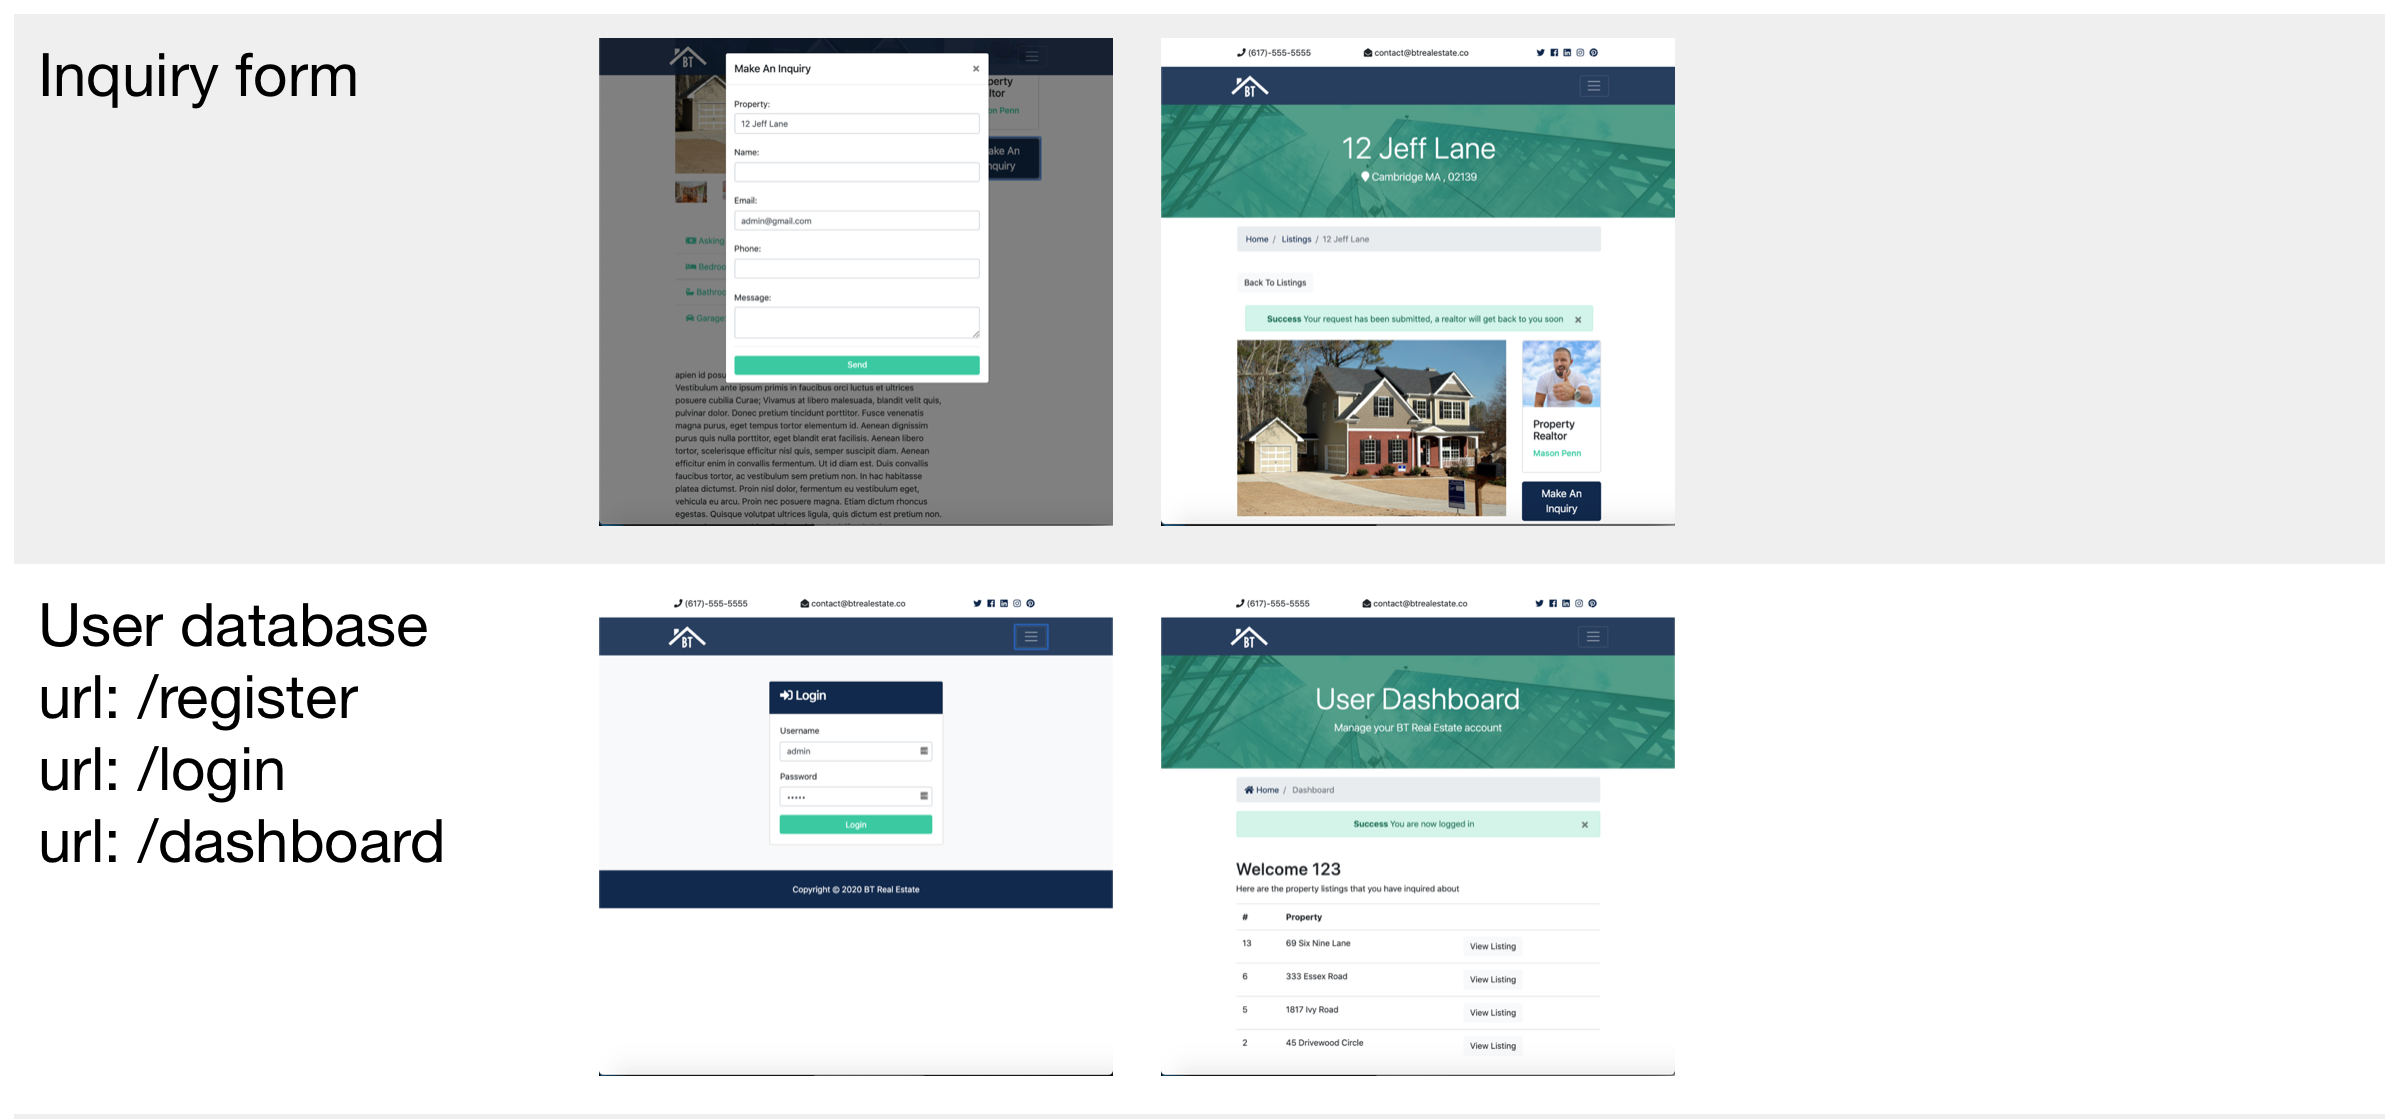 Inquiry form
BT
Make An Inquiry ×
Property:
12 Jeff Lane
Name:
Email:
admin@gmail.com
Phone:
Message:
Send
perty
ltor
on Penn
ake An
nquiry
Asking
Bedroo
Bathroo
Garage
apien id posu
Vestibulum ante ipsum primis in faucibus orci luctus et ultrices
posuere cubilia Curae; Vivamus at libero malesuada, blandit velit quis,
pulvinar dolor. Donec pretium tincidunt porttitor. Fusce venenatis
magna purus, eget tempus tortor elementum id. Aenean dignissim
purus quis nulla porttitor, eget blandit erat facilisis. Aenean libero
tortor, scelerisque efficitur nisl quis, semper suscipit diam. Aenean
efficitur enim in convallis fermentum. Ut id diam est. Duis convallis
faucibus tortor, ac vestibulum sem pretium non. In hac habitasse
platea dictumst. Proin nisl dolor, fermentum eu vestibulum eget,
vehicula eu arcu. Proin nec posuere magna. Etiam dictum rhoncus
egestas. Quisque volutpat ultrices ligula, quis dictum est pretium non.
(617)-555-5555 contact@btrealestate.co
BT
12 Jeff Lane
Cambridge MA , 02139
Home / Listings / 12 Jeff Lane
Back To Listings
Success Your request has been submitted, a realtor will get back to you soon ×
Property
Realtor
Mason Penn
Make An
Inquiry
User database
url: /register
url: /login
url: /dashboard
(617)-555-5555 contact@btrealestate.co
BT
Login
Username
admin
Password
•••••
Login
Copyright © 2020 BT Real Estate
(617)-555-5555 contact@btrealestate.co
BT
User Dashboard
Manage your BT Real Estate account
Home / Dashboard
Success You are now logged in ×
Welcome 123
Here are the property listings that you have inquired about
# Property
13 69 Six Nine Lane View Listing
6 333 Essex Road View Listing
5 1817 Ivy Road View Listing
2 45 Drivewood Circle View Listing